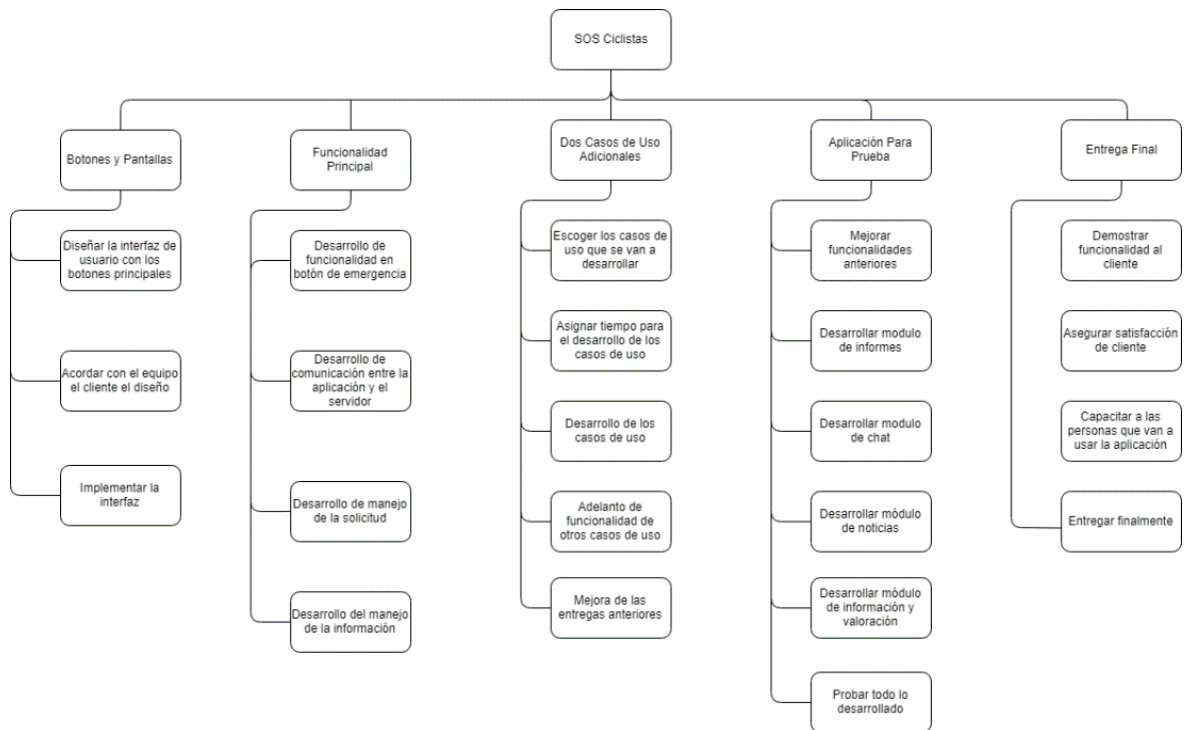 SOS Ciclistas
Botones y Pantallas
Diseñar la interfaz de
usuario con los
botones principales
Acordar con el equipo
el cliente el diseño
Implementar la
interfaz
Funcionalidad
Principal
Desarrollo de
funcionalidad en
botón de emergencia
Desarrollo de
comunicación entre la
aplicación y el
servidor
Desarrollo de manejo
de la solicitud
Desarrollo del manejo
de la información
Dos Casos de Uso
Adicionales
Escoger los casos de
uso que se van a
desarrollar
Asignar tiempo para
el desarrollo de los
casos de uso
Desarrollo de los
casos de uso
Adelanto de
funcionalidad de
otros casos de uso
Mejora de las
entregas anteriores
Aplicación Para
Prueba
Mejorar
funcionalidades
anteriores
Desarrollar modulo
de informes
Desarrollar modulo
de chat
Desarrollar módulo
de noticias
Desarrollar módulo
de información y
valoración
Probar todo lo
desarrollado
Entrega Final
Demostrar
funcionalidad al
cliente
Asegurar satisfacción
de cliente
Capacitar a las
personas que van a
usar la aplicación
Entregar finalmente